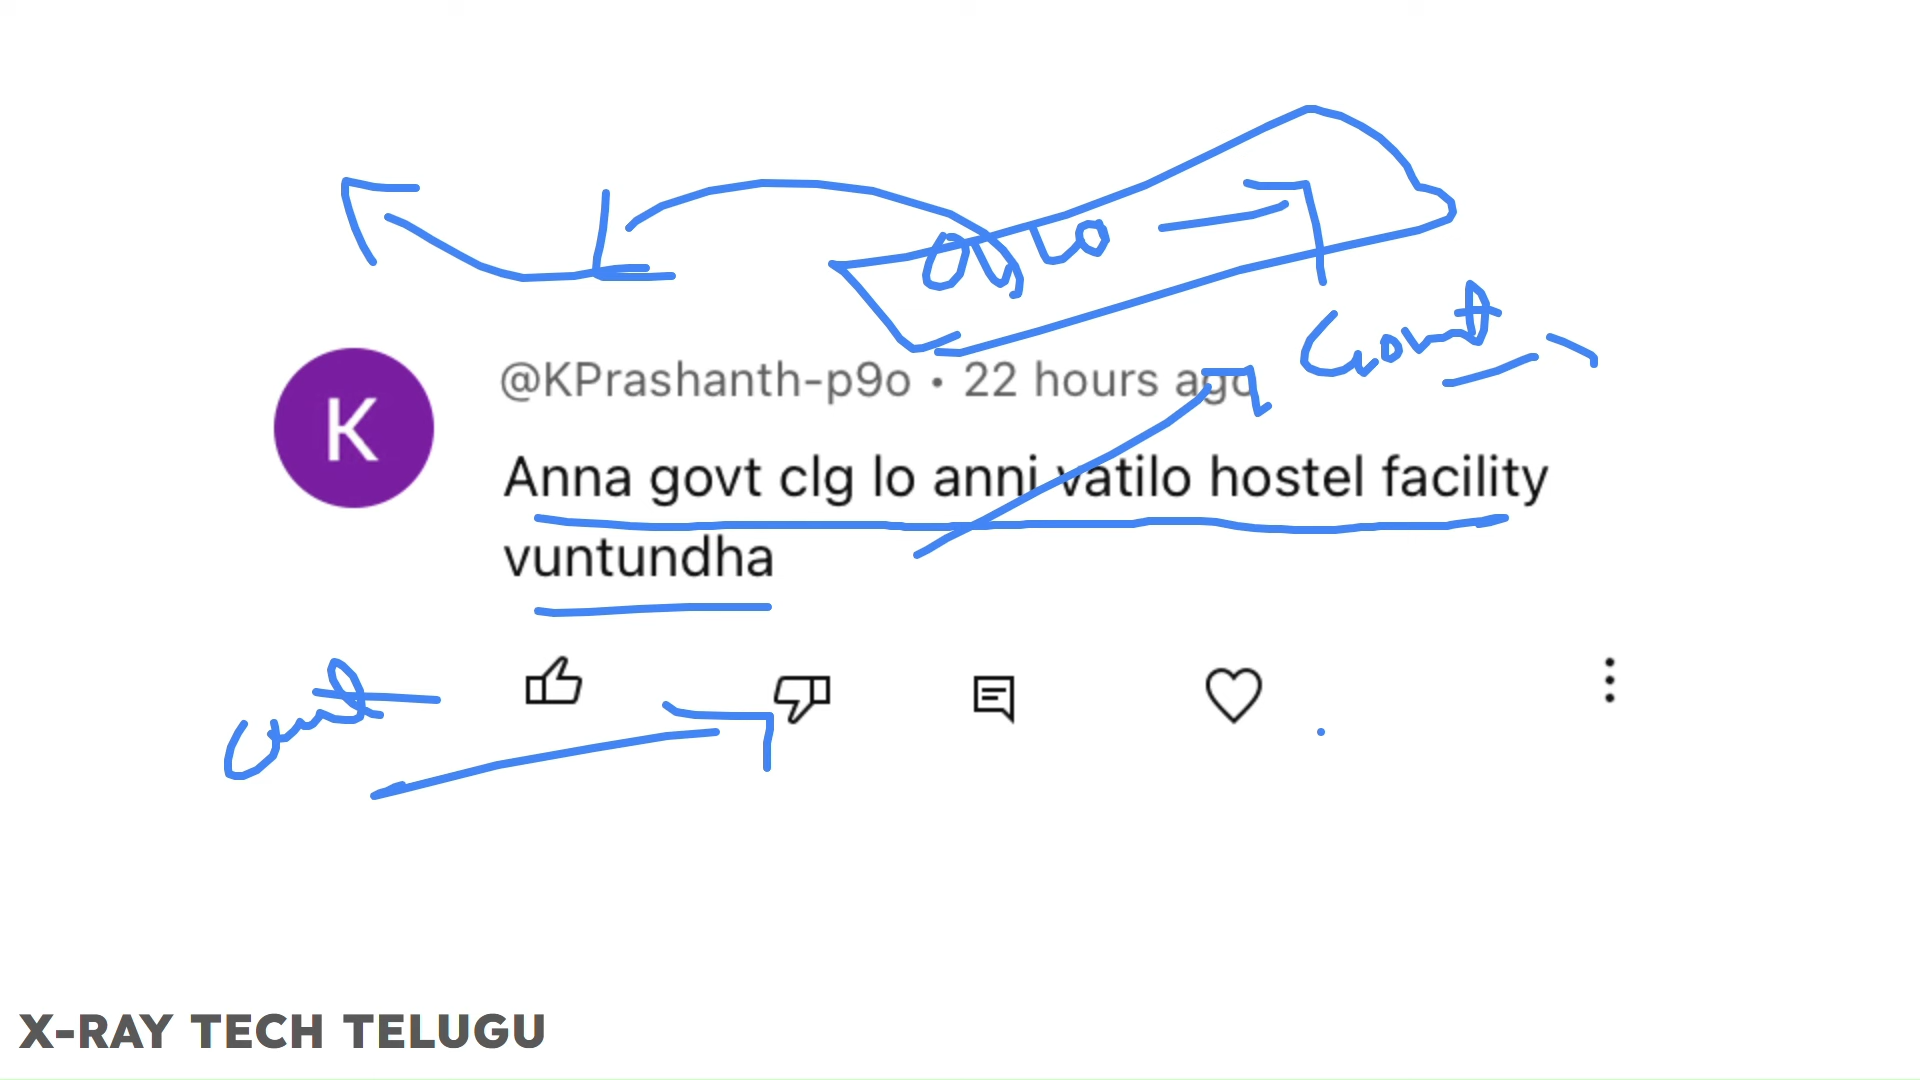 Govt
@KPrashanth-p9o • 22 hours ago
Anna govt clg lo anni vatilo hostel facility
vuntundha
K
X-RAY TECH TELUGU